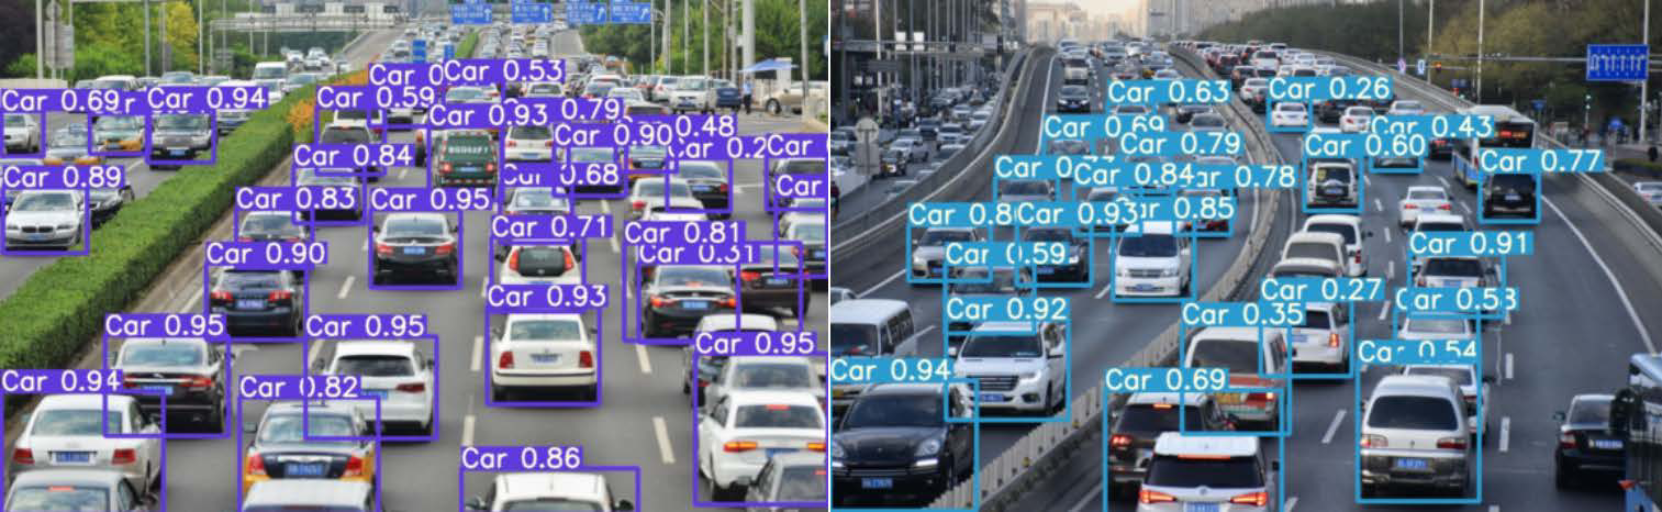 Car 0.53
Car 0.59
Car 0.69
Car 0.94
Car 0.93
0.79
0.90
0.48
Car 0.84
Car 0.89
0.68
Car
Car
Car 0.83
Car 0.95
Car 0.71
Car 0.81
Car 0.90
Car 0.93
Car 0.95
Car 0.95
Car 0.95
Car 0.94
Car 0.82
Car 0.86
Car 0.63
Car 0.26
Car 0.69
Car 0.43
Car 0.79
Car 0.60
Car 0.77
Car 0.84
0.78
Car 0.93
0.85
Car 0.59
Car 0.91
Car 0.92
Car 0.27
Car 0.35
Car 0.54
Car 0.94
Car 0.69